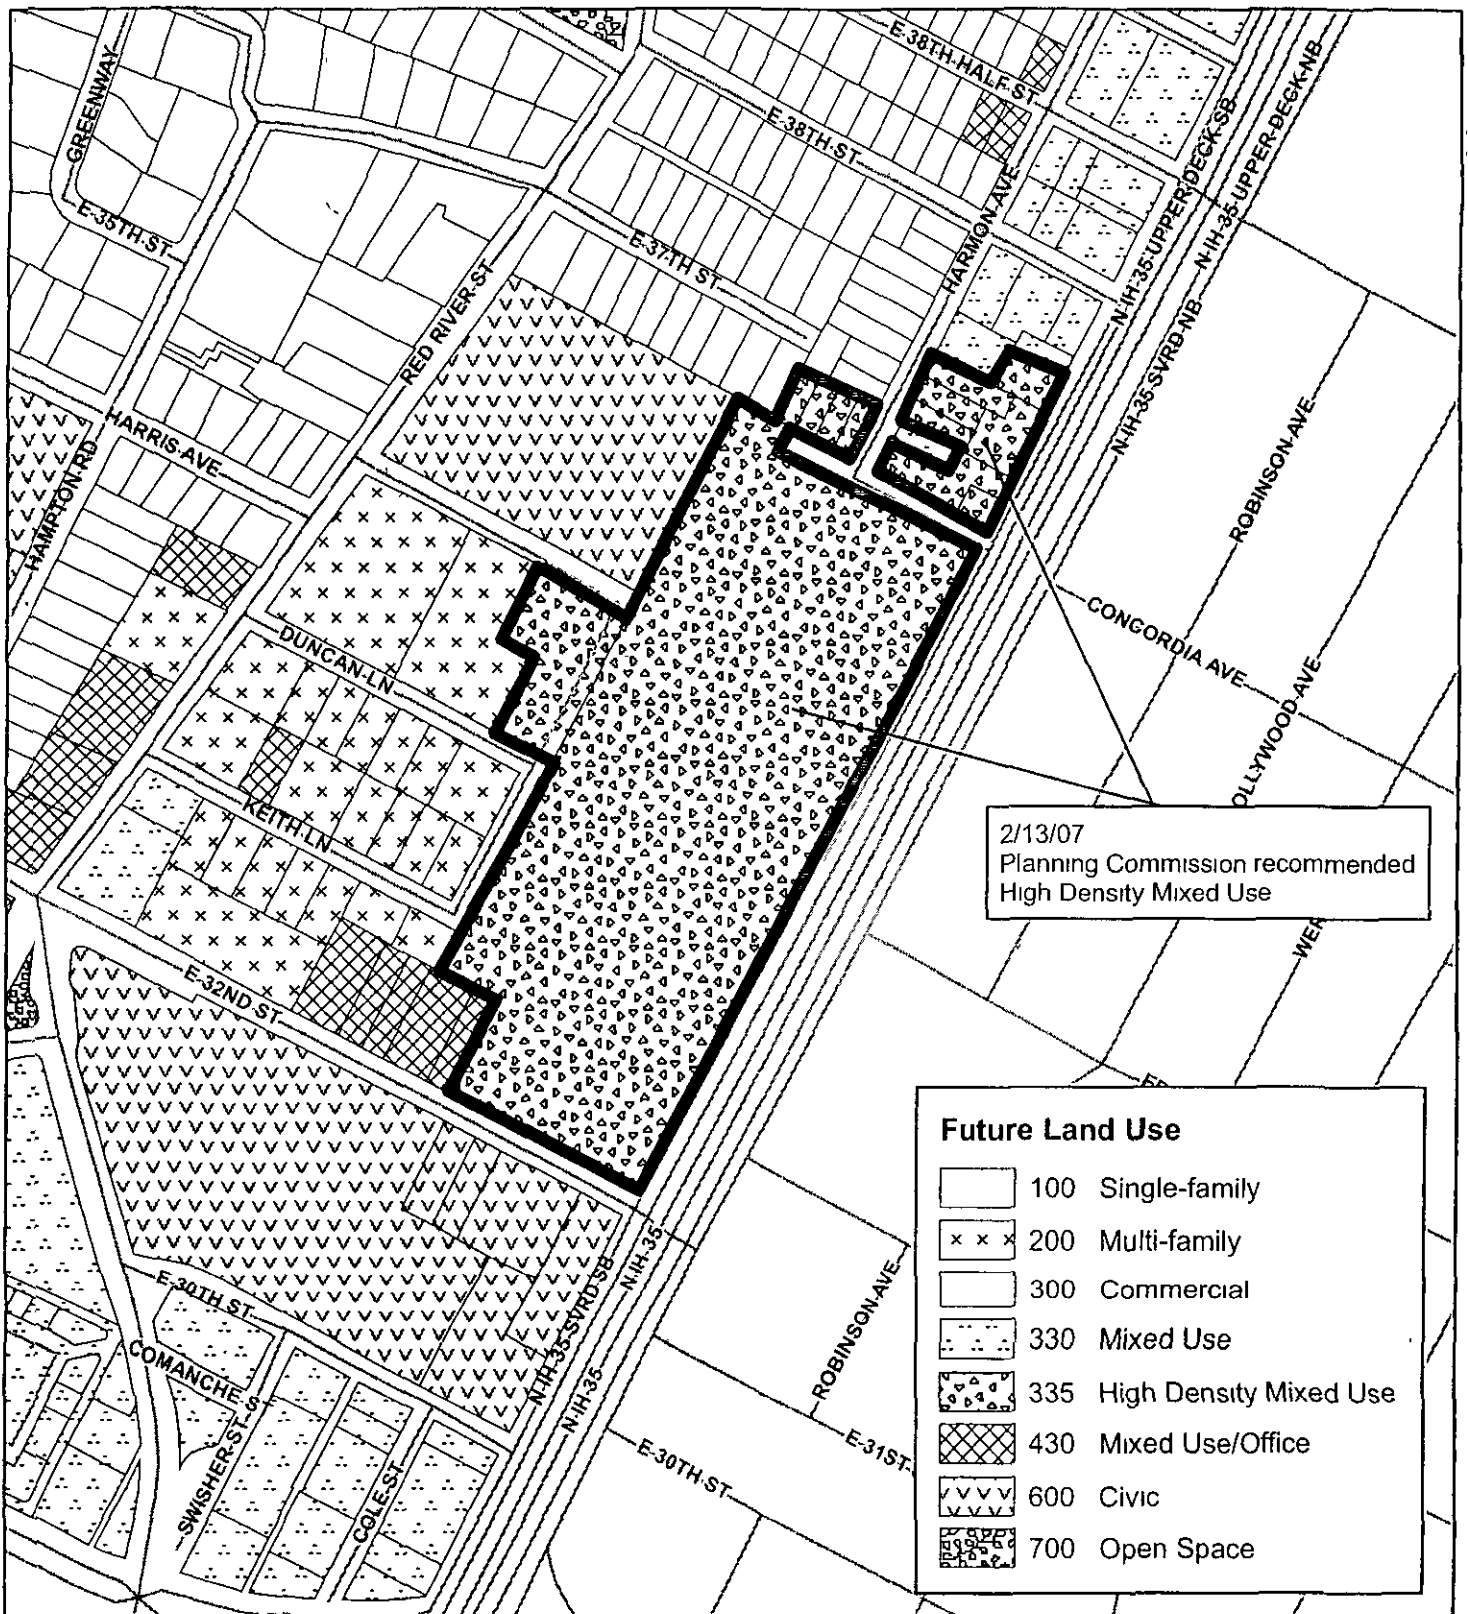 GREENWAY
E 38TH HALF ST
E 38TH ST
N IH 35 UPPER DECK SB
N IH 35 UPPER DECK NB
E 35TH ST
E 37TH ST
HARMON AVE
RED RIVER ST
N IH 35 SVRD NB
ROBINSON AVE
HARRIS AVE
HAMPTON RD
CONCORDIA AVE
DUNCAN LN
OLLYWOOD AVE
KEITH LN
2/13/07
Planning Commission recommended
High Density Mixed Use
WER
E 32ND ST
Future Land Use
100 Single-family
x x x 200 Multi-family
300 Commercial
330 Mixed Use
335 High Density Mixed Use
430 Mixed Use/Office
600 Civic
700 Open Space
E 30TH ST
N IH 35 SVRD SB
N IH 35
ROBINSON AVE
COMANCHE S
N IH 35
SWISHER ST
COLE ST
E 30TH ST
E 31ST